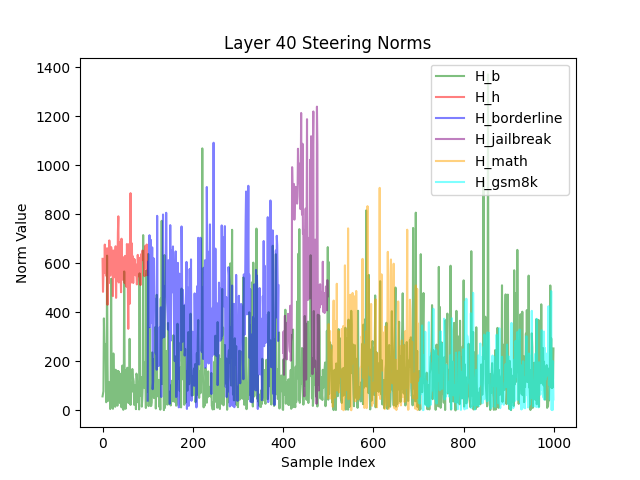 Layer 40 Steering Norms
1400
1200
1000
800
600
400
200
0
Norm Value
H_b
H_h
H_borderline
H_jailbreak
H_math
H_gsm8k
0
200
400
600
800
1000
Sample Index